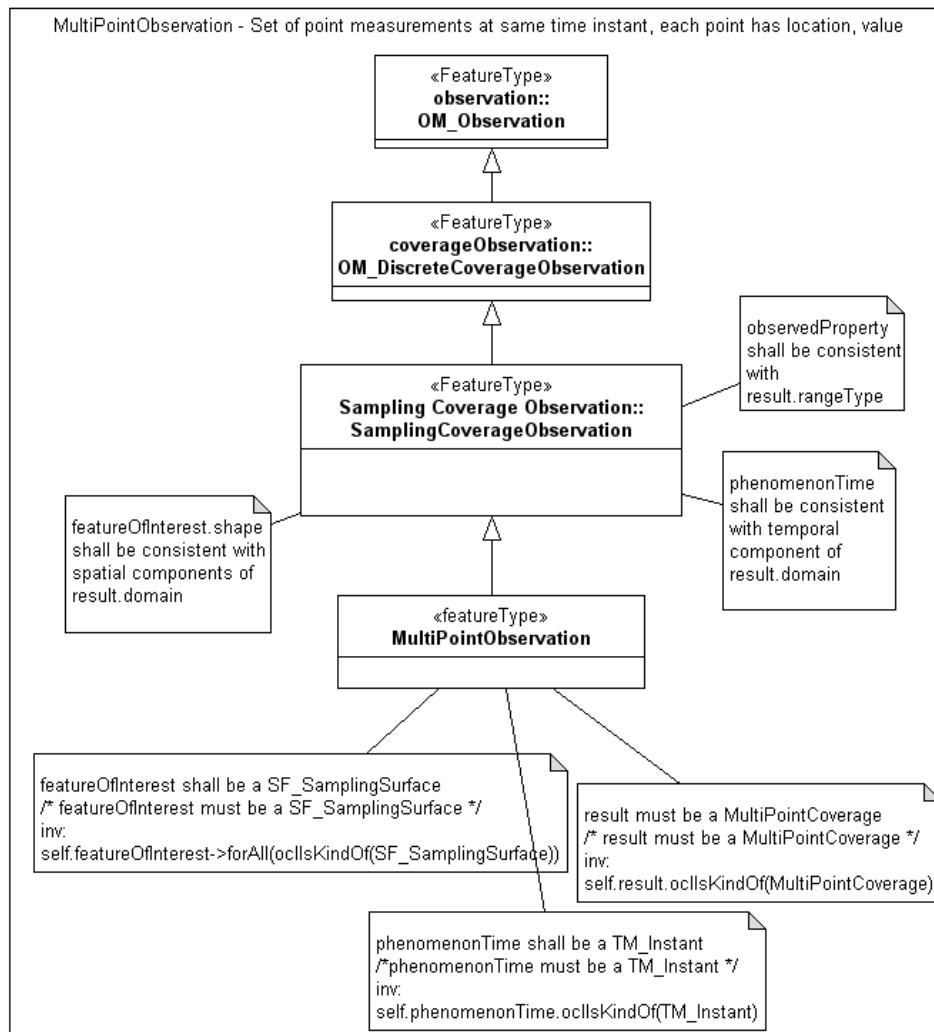 MultiPointObservation - Set of point measurements at same time instant, each point has location, value
«FeatureType»
observation::
OM_Observation
«FeatureType»
coverageObservation::
OM_DiscreteCoverageObservation
observedProperty
shall be consistent
with
result.rangeType
«FeatureType»
Sampling Coverage Observation::
SamplingCoverageObservation
phenomenonTime
shall be consistent
with temporal
component of
result.domain
featureOfInterest.shape
shall be consistent with
spatial components of
result.domain
«featureType»
MultiPointObservation
featureOfInterest shall be a SF_SamplingSurface
/* featureOfInterest must be a SF_SamplingSurface */
inv:
self.featureOfInterest->forAll(oclIsKindOf(SF_SamplingSurface))
result must be a MultiPointCoverage
/* result must be a MultiPointCoverage */
inv:
self.result.oclIsKindOf(MultiPointCoverage)
phenomenonTime shall be a TM_Instant
/*phenomenonTime must be a TM_Instant */
inv:
self.phenomenonTime.oclIsKindOf(TM_Instant)